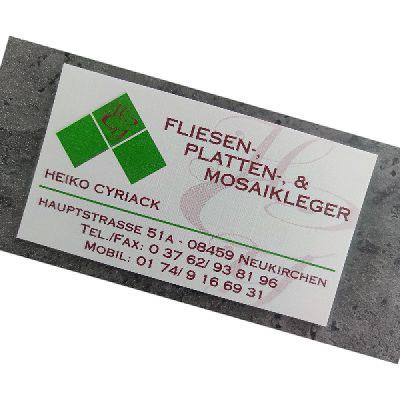 FLIESEN-,
PLATTEN-, &
MOSAIKLEGER
HEIKO CYRIACK
HAUPTSTRASSE 51A - 08459 NEUKIRCHEN
TEL./FAX: 0 37 62/ 93 81 96
MOBIL: 01 74/ 9 16 69 31